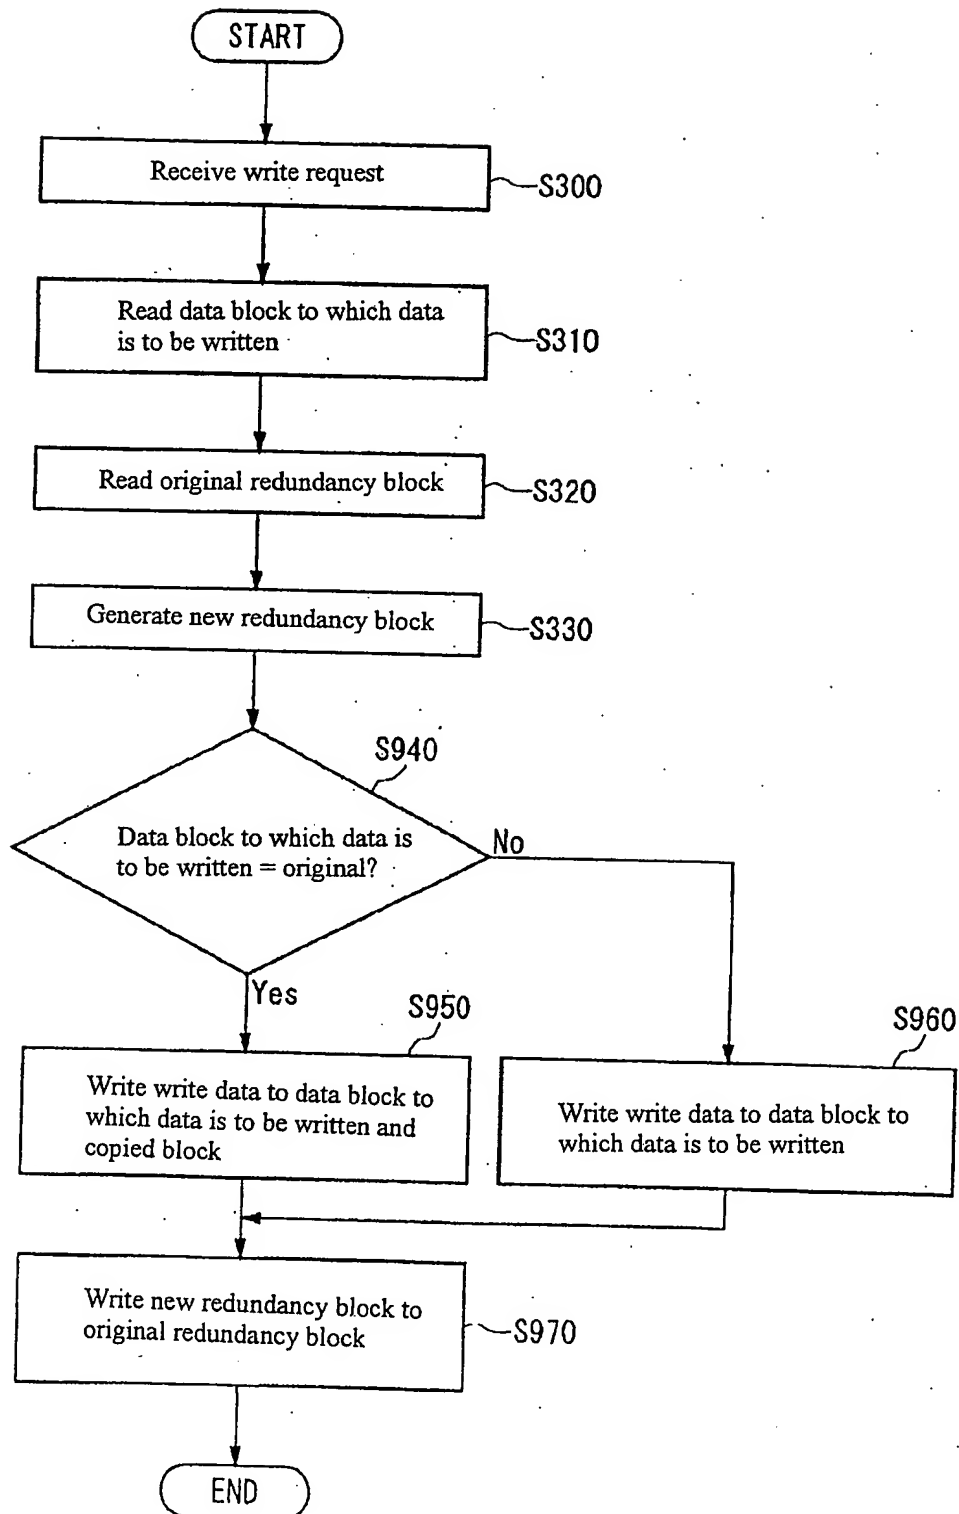 START
Receive write request
S300
Read data block to which data
is to be written
S310
Read original redundancy block
S320
Generate new redundancy block
S330
S940
Data block to which data is
to be written = original?
No
Yes
S950
Write write data to data block to
which data is to be written and
copied block
S960
Write write data to data block to
which data is to be written
Write new redundancy block to
original redundancy block
S970
END